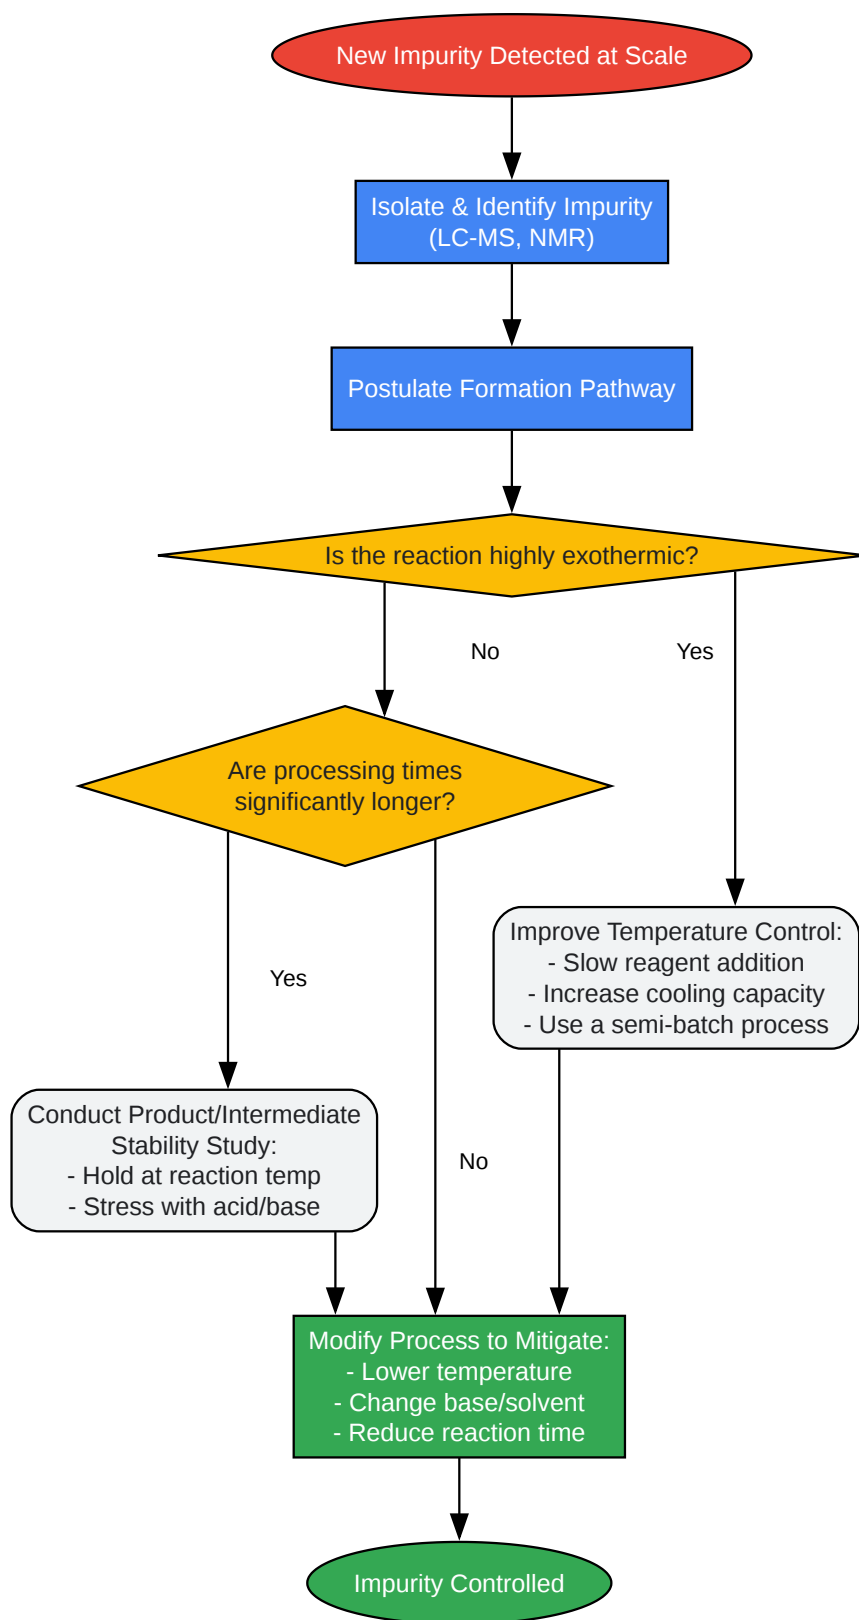 New Impurity Detected at Scale
Isolate & Identify Impurity
(LC-MS, NMR)
Postulate Formation Pathway
Is the reaction highly exothermic?
No
Yes
Are processing times
significantly longer?
Improve Temperature Control:
- Slow reagent addition
- Increase cooling capacity
- Use a semi-batch process
Yes
Conduct Product/Intermediate
Stability Study:
- Hold at reaction temp
- Stress with acid/base
No
Modify Process to Mitigate:
- Lower temperature
- Change base/solvent
- Reduce reaction time
Impurity Controlled